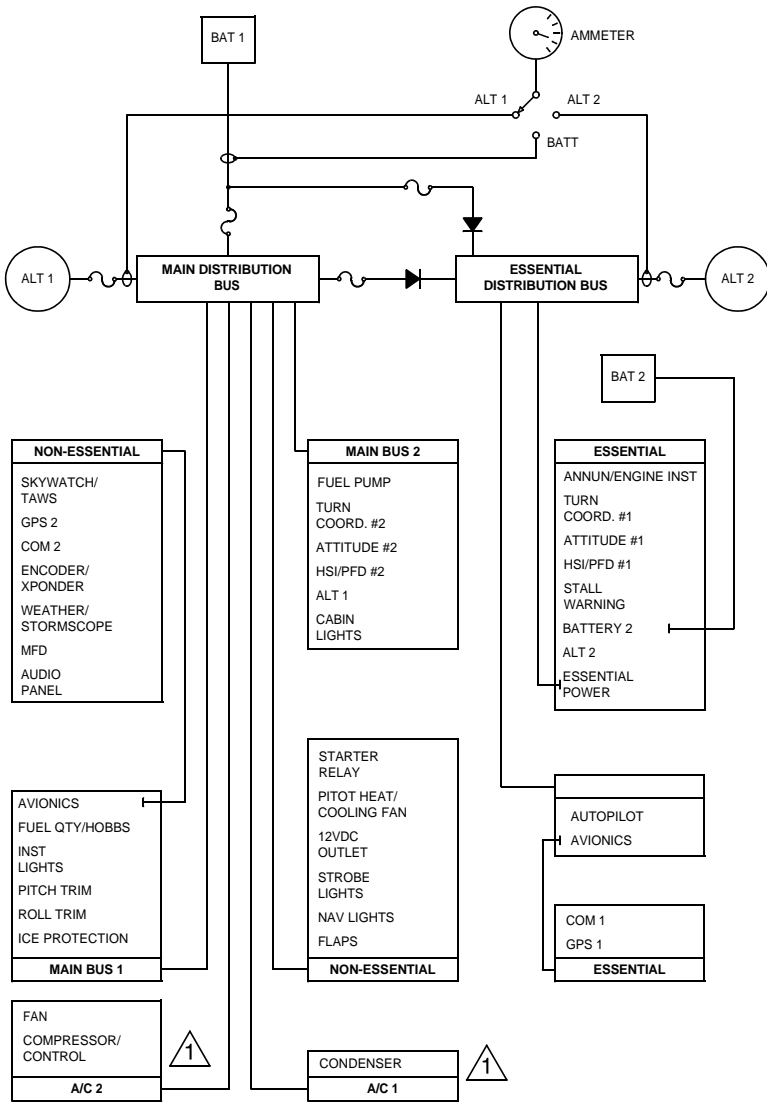 BAT 1
AMMETER
ALT 1
ALT 2
BATT
ALT 1
MAIN DISTRIBUTION
BUS
ESSENTIAL
DISTRIBUTION BUS
ALT 2
BAT 2
NON-ESSENTIAL
SKYWATCH/
TAWS
GPS 2
COM 2
ENCODER/
XPONDER
WEATHER/
STORMSCOPE
MFD
AUDIO
PANEL
MAIN BUS 2
FUEL PUMP
TURN
COORD. #2
ATTITUDE #2
HSI/PFD #2
ALT 1
CABIN
LIGHTS
ESSENTIAL
ANNUN/ENGINE INST
TURN
COORD. #1
ATTITUDE #1
HSI/PFD #1
STALL
WARNING
BATTERY 2
ALT 2
ESSENTIAL
POWER
AVIONICS
FUEL QTY/HOBBS
INST
LIGHTS
PITCH TRIM
ROLL TRIM
ICE PROTECTION
MAIN BUS 1
STARTER
RELAY
PITOT HEAT/
COOLING FAN
12VDC
OUTLET
STROBE
LIGHTS
NAV LIGHTS
FLAPS
NON-ESSENTIAL
AUTOPILOT
AVIONICS
COM 1
GPS 1
ESSENTIAL
FAN
COMPRESSOR/
CONTROL
A/C 2
1
CONDENSER
A/C 1
1